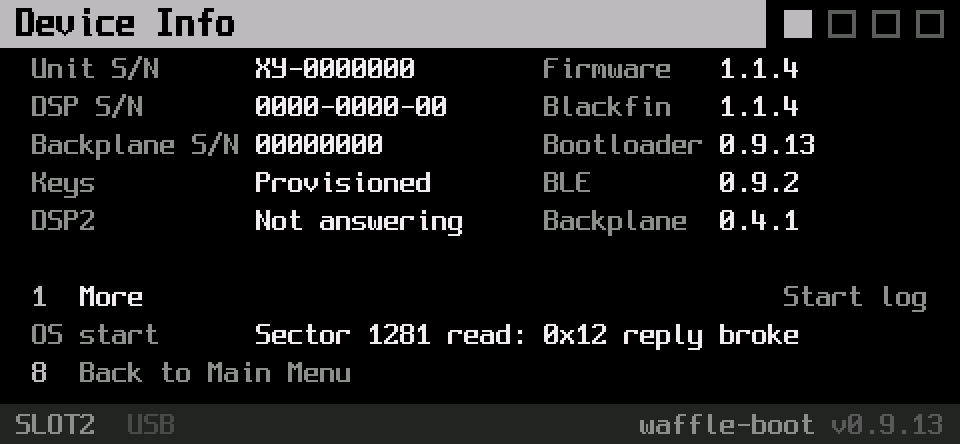 Device Info
Unit S/N XY-0000000 Firmware 1.1.4
DSP S/N 0000-0000-00 Blackfin 1.1.4
Backplane S/N 00000000 Bootloader 0.9.13
Keys Provisioned BLE 0.9.2
DSP2 Not answering Backplane 0.4.1
1 More Start log
OS start Sector 1281 read: 0x12 reply broke
8 Back to Main Menu
SLOT2 USB waffle-boot v0.9.13